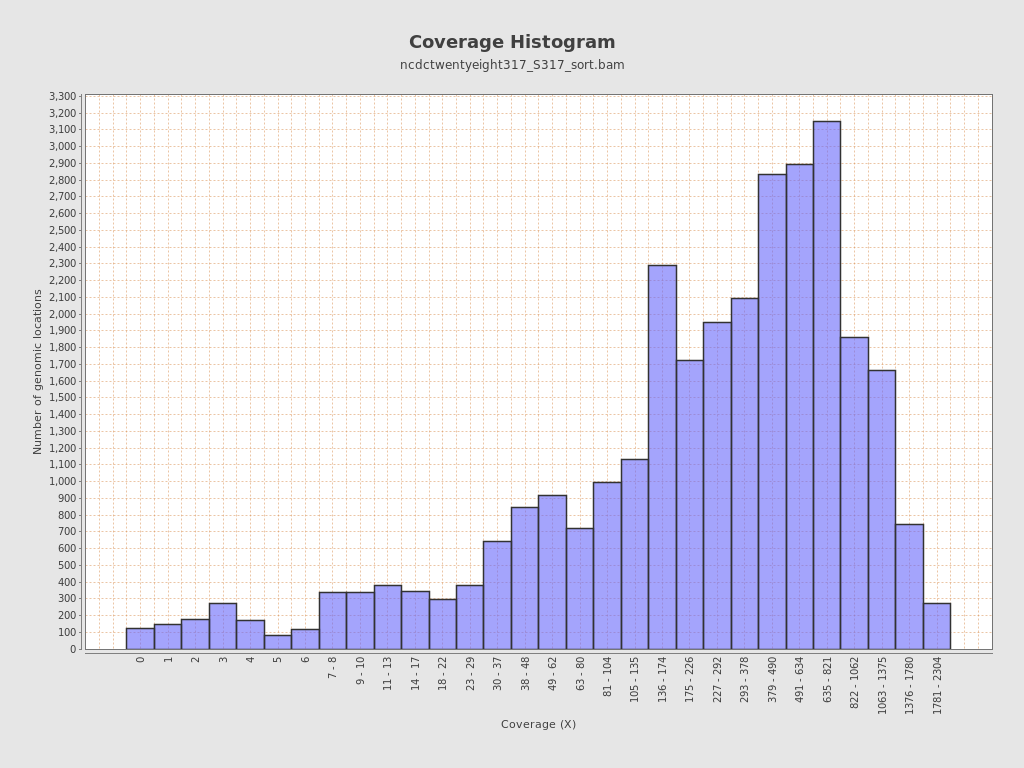 Coverage Histogram
ncdctwentyeight317_S317_sort.bam
3,300
3,200
3,100
3,000
2,900
2,800
2,700
2,600
2,500
2,400
2,300
2,200
2,100
2,000
1,900
1,800
1,700
1,600
1,500
1,400
1,300
1,200
1,100
1,000
900
800
700
600
500
400
300
200
100
0
Number of genomic locations
0
1
2
3
4
5
6
7 - 8
9 - 10
11 - 13
14 - 17
18 - 22
23 - 29
30 - 37
38 - 48
49 - 62
63 - 80
81 - 104
105 - 135
136 - 174
175 - 226
227 - 292
293 - 378
379 - 490
491 - 634
635 - 821
822 - 1062
1063 - 1375
1376 - 1780
1781 - 2304
Coverage (X)